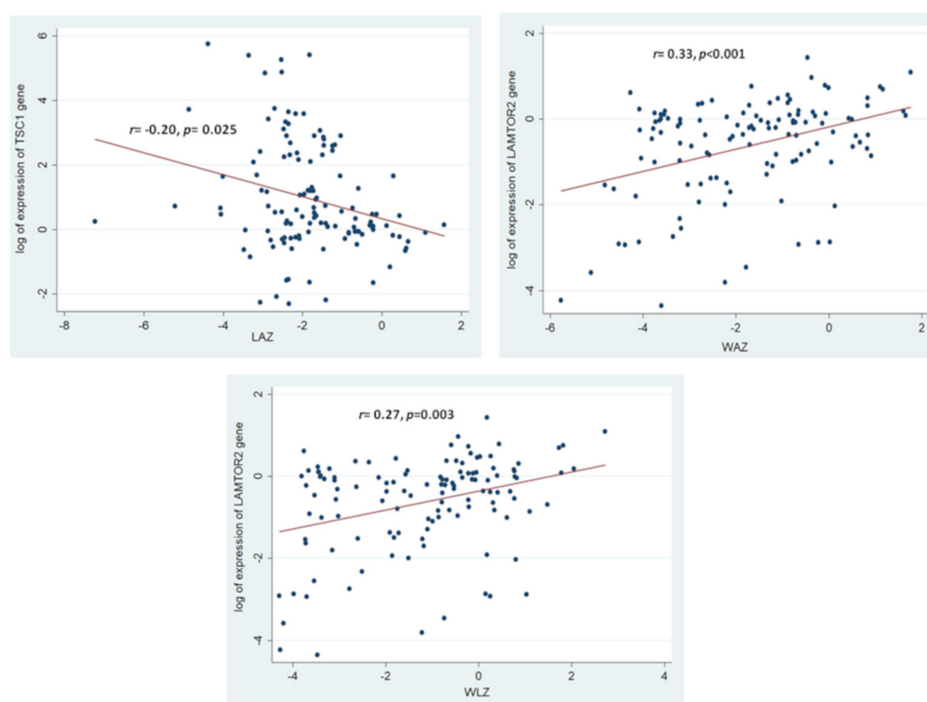 log of expression of TSC1 gene
6
4
2
0
-2
r= -0.20, p= 0.025
-8 -6 -4 -2 0 2
LAZ
log of expression of LAMTOR2 gene
2
0
-2
-4
r= 0.33, p<0.001
-6 -4 -2 0 2
WAZ
log of expression of LAMTOR2 gene
2
0
-2
-4
r= 0.27, p=0.003
-4 -2 0 2 4
WLZ